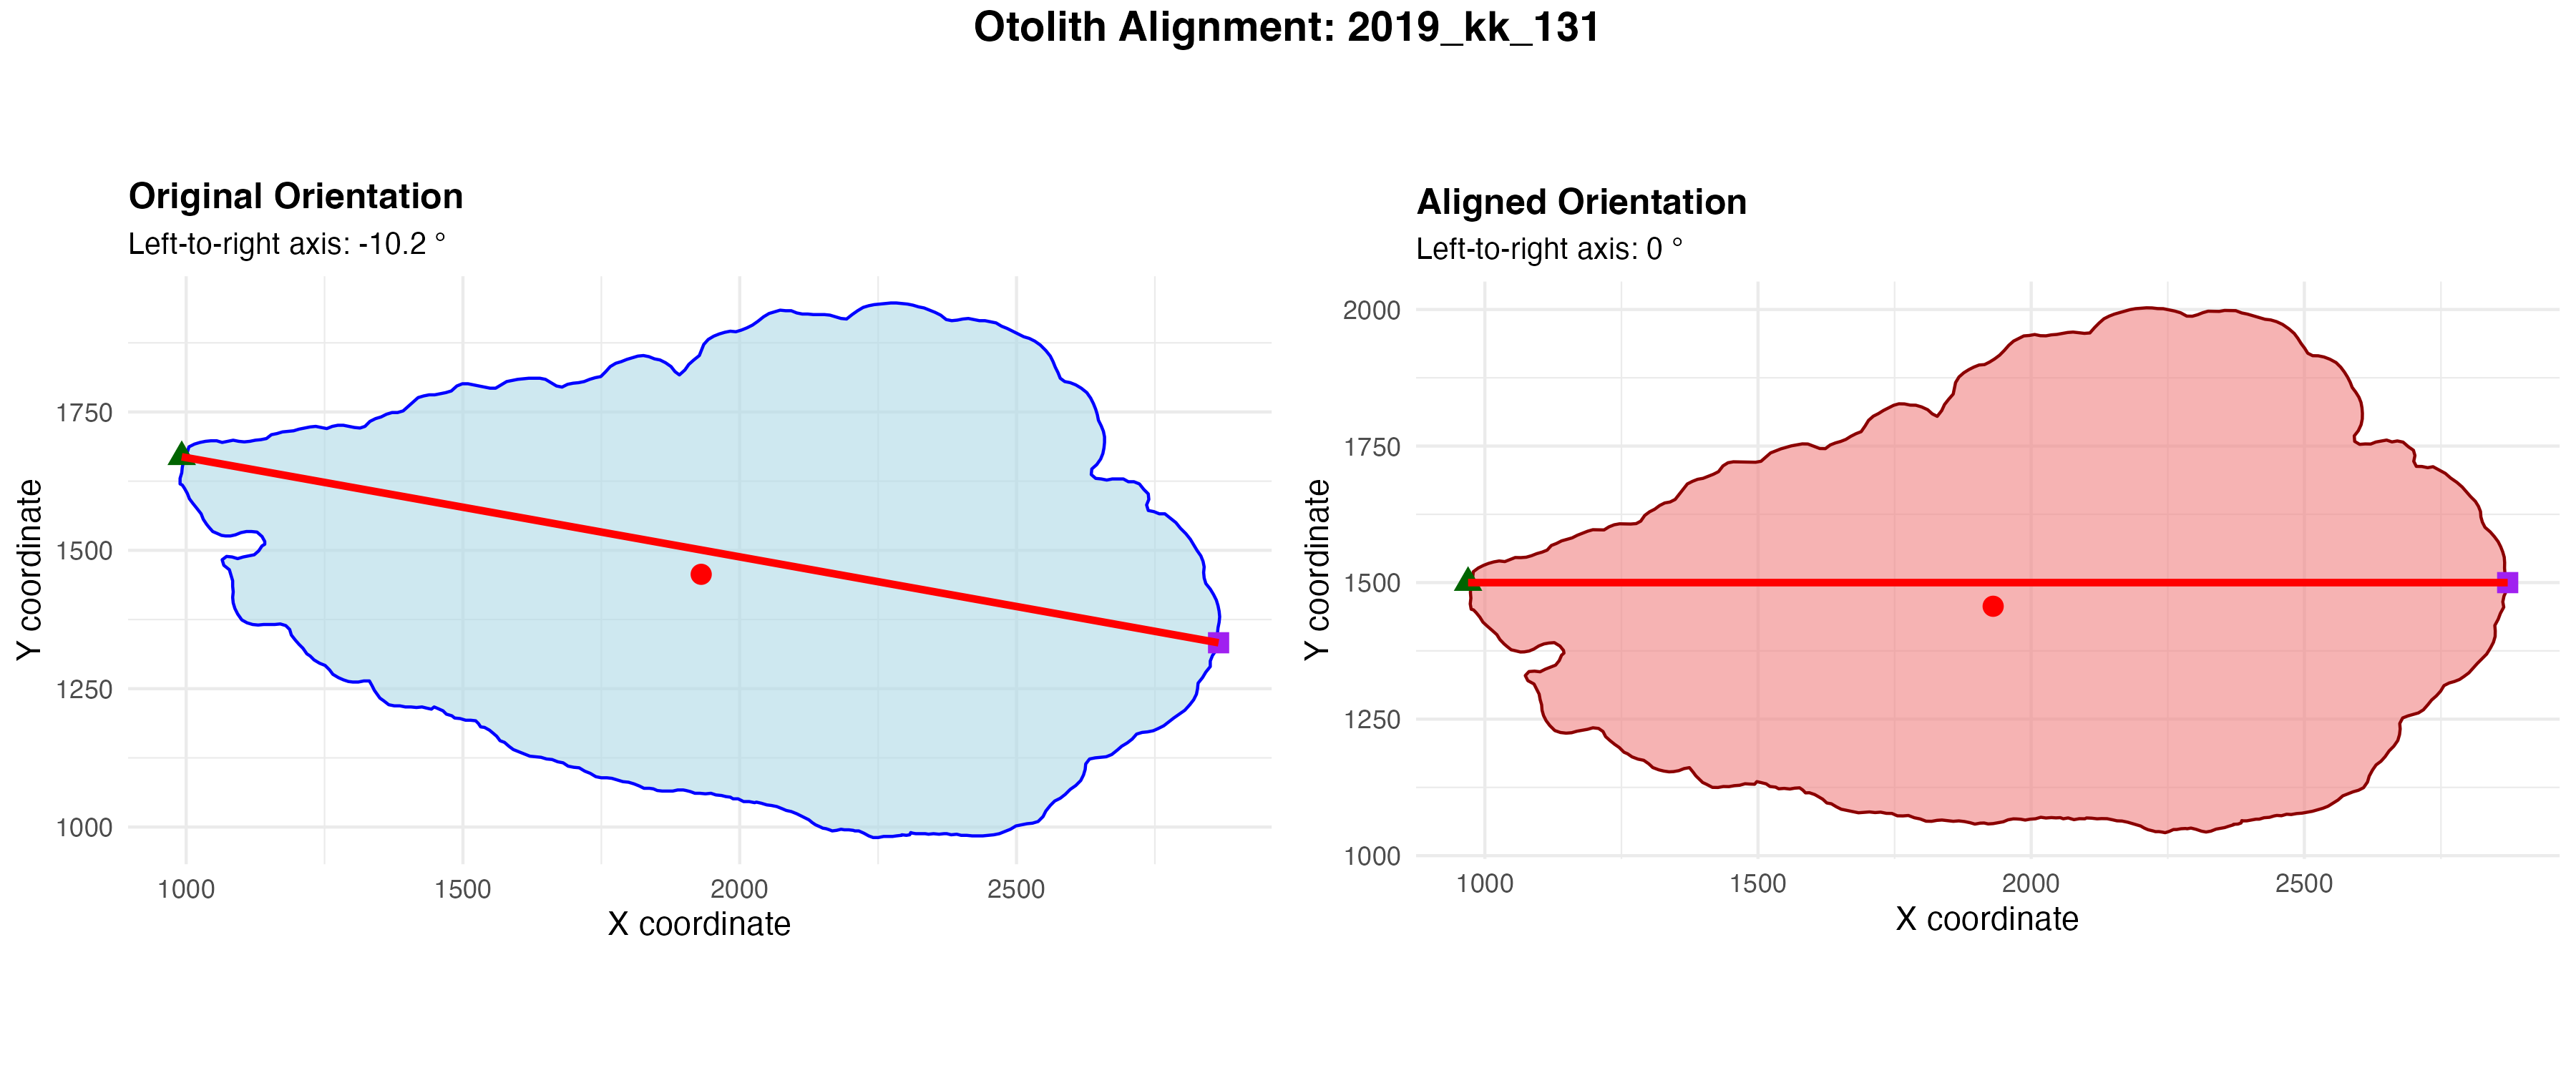 Otolith Alignment: 2019_kk_131
Original Orientation
Left-to-right axis: -10.2 °
Y coordinate
1750
1500
1250
1000
1000 1500 2000 2500
X coordinate
Aligned Orientation
Left-to-right axis: 0 °
Y coordinate
2000
1750
1500
1250
1000
1000 1500 2000 2500
X coordinate